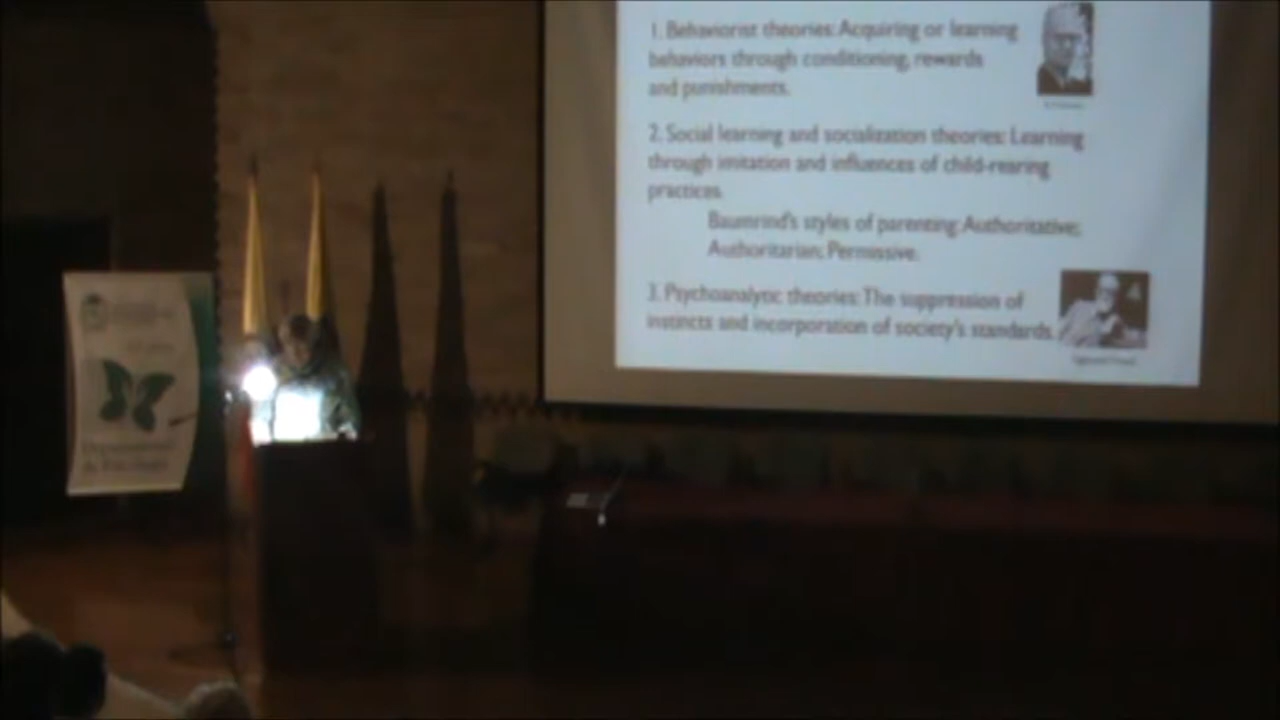 1. Behaviorist theories: Acquiring or learning
behaviors through conditioning, rewards
and punishments.
2. Social learning and socialization theories: Learning
through imitation and influences of child-rearing
practices.
Baumrind's styles of parenting: Authoritative;
Authoritarian; Permissive.
3. Psychoanalytic theories: The suppression of
instincts and incorporation of society's standards.